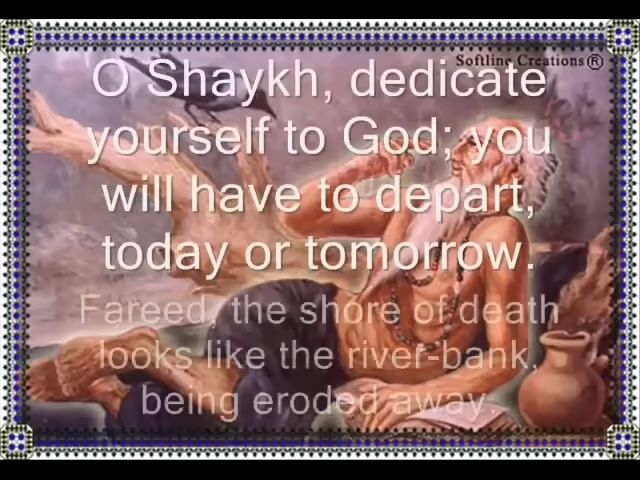 Softline Creations®
O Shaykh, dedicate
yourself to God; you
will have to depart,
today or tomorrow.
Fareed, the shore of death
looks like the river-bank,
being eroded away.